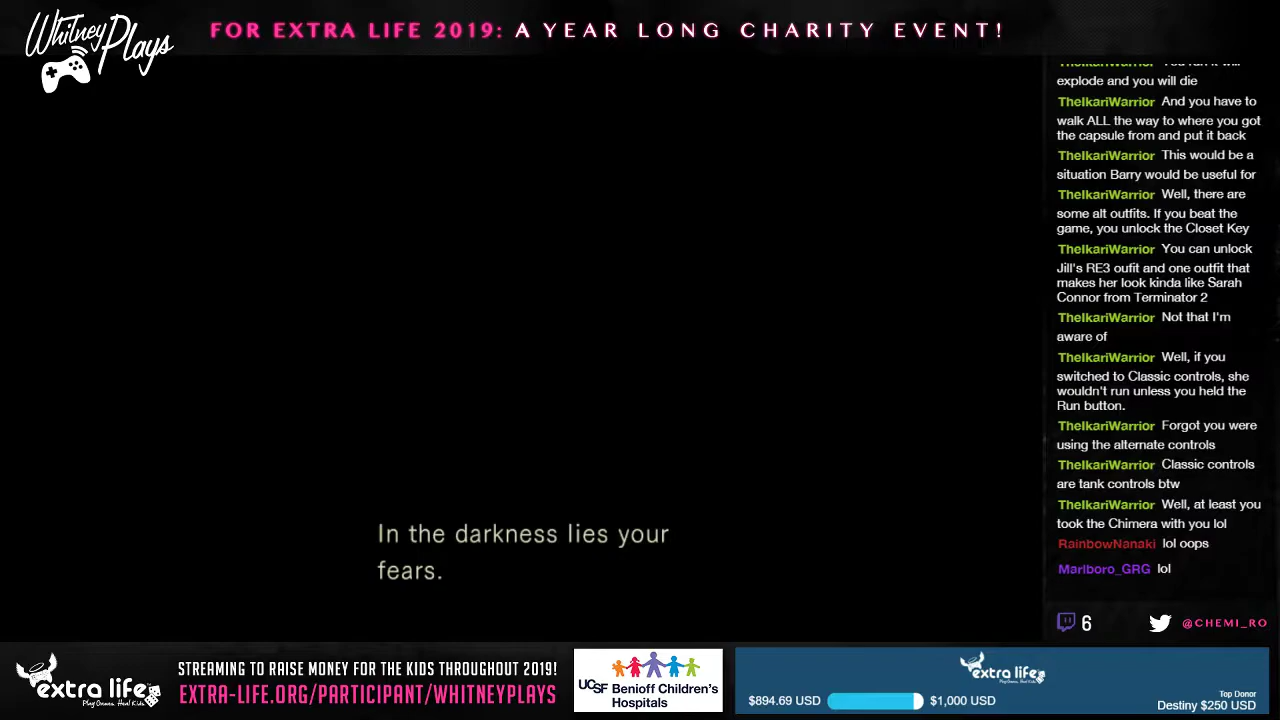 Whitney Plays
FOR EXTRA LIFE 2019: A YEAR LONG CHARITY EVENT!
explode and you will die
TheIkariWarrior And you have to
walk ALL the way to where you got
the capsule from and put it back
TheIkariWarrior This would be a
situation Barry would be useful for
TheIkariWarrior Well, there are
some alt outfits. If you beat the
game, you unlock the Closet Key
TheIkariWarrior You can unlock
Jill's RE3 oufit and one outfit that
makes her look kinda like Sarah
Connor from Terminator 2
TheIkariWarrior Not that I'm
aware of
TheIkariWarrior Well, if you
switched to Classic controls, she
wouldn't run unless you held the
Run button.
TheIkariWarrior Forgot you were
using the alternate controls
TheIkariWarrior Classic controls
are tank controls btw
TheIkariWarrior Well, at least you
took the Chimera with you lol
RainbowNanaki lol oops
Marlboro_GRG lol
In the darkness lies your
fears.
6
@CHEMI_RO
extra life
Play Games. Heal Kids.
STREAMING TO RAISE MONEY FOR THE KIDS THROUGHOUT 2019!
EXTRA-LIFE.ORG/PARTICIPANT/WHITNEYPLAYS
UCSF Benioff Children's
Hospitals
extra life
Play Games. Heal Kids.
$894.69 USD
$1,000 USD
Top Donor
Destiny $250 USD